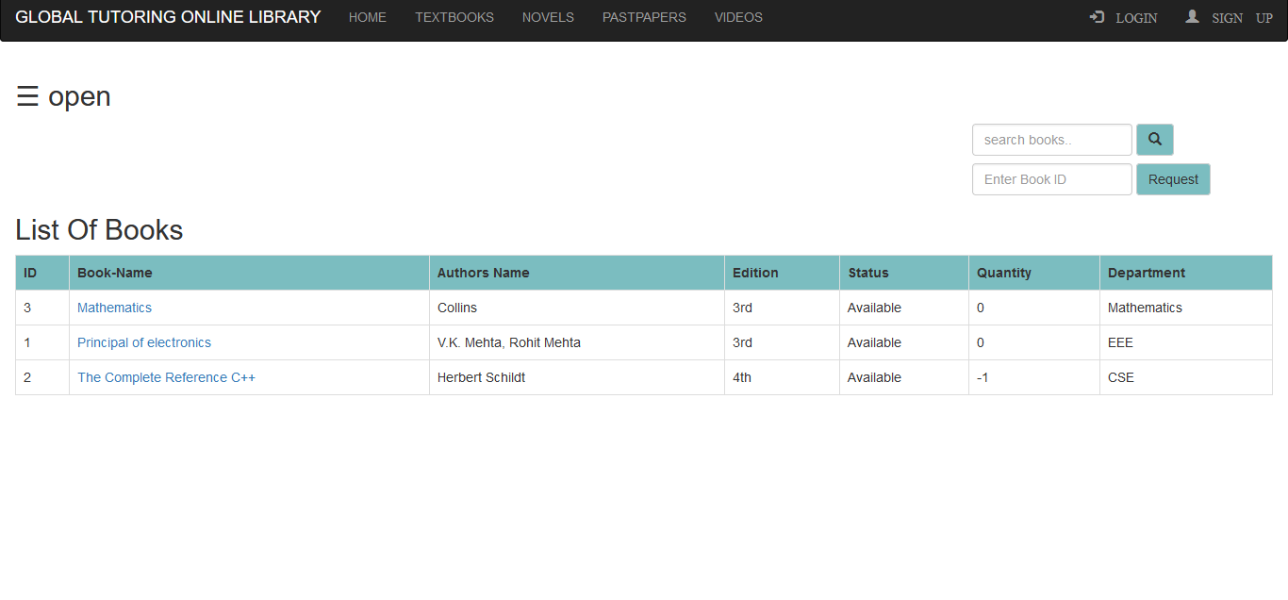 GLOBAL TUTORING ONLINE LIBRARY HOME TEXTBOOKS NOVELS PASTPAPERS VIDEOS LOGIN SIGN UP
☰ open
search books..
Enter Book ID Request
List Of Books
ID Book-Name Authors Name Edition Status Quantity Department
3 Mathematics Collins 3rd Available 0 Mathematics
1 Principal of electronics V.K. Mehta, Rohit Mehta 3rd Available 0 EEE
2 The Complete Reference C++ Herbert Schildt 4th Available -1 CSE